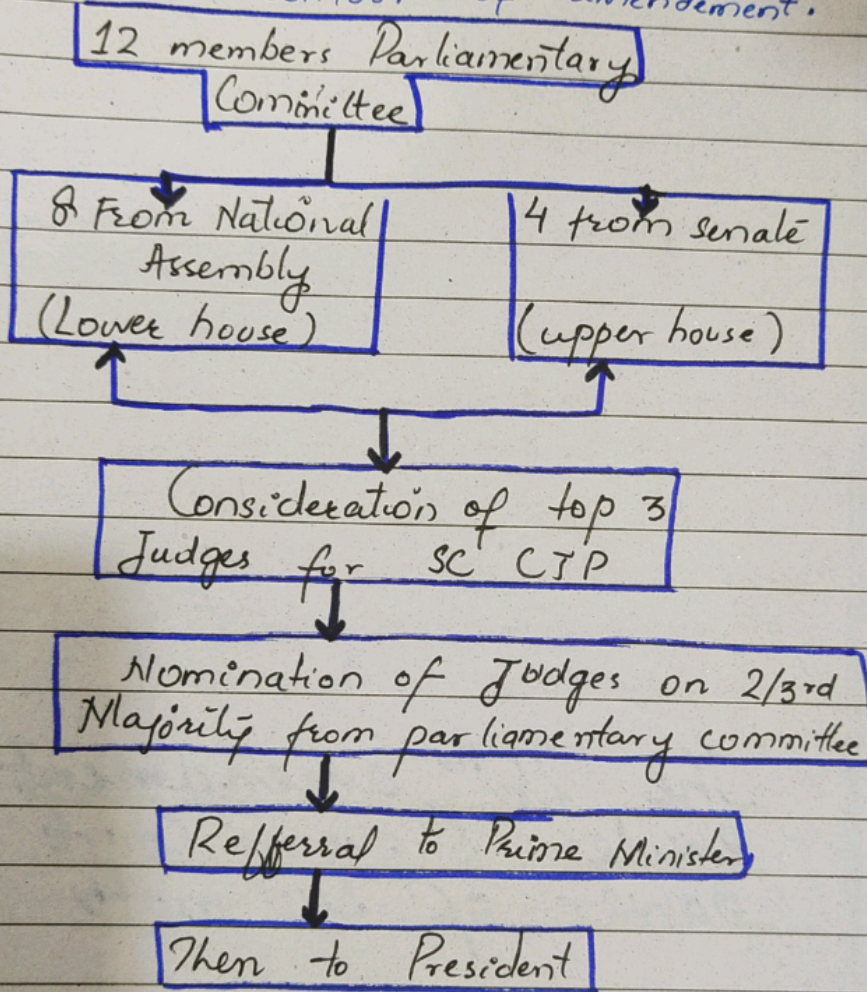 amendement.
12 members Parliamentary
Committee
8 From National
Assembly
(Lower house)
4 from senate
(upper house)
Consideration of top 3
Judges for SC CJP
Nomination of Judges on 2/3rd
Majority from parliamentary committee
Refferral to Prime Minister
Then to President